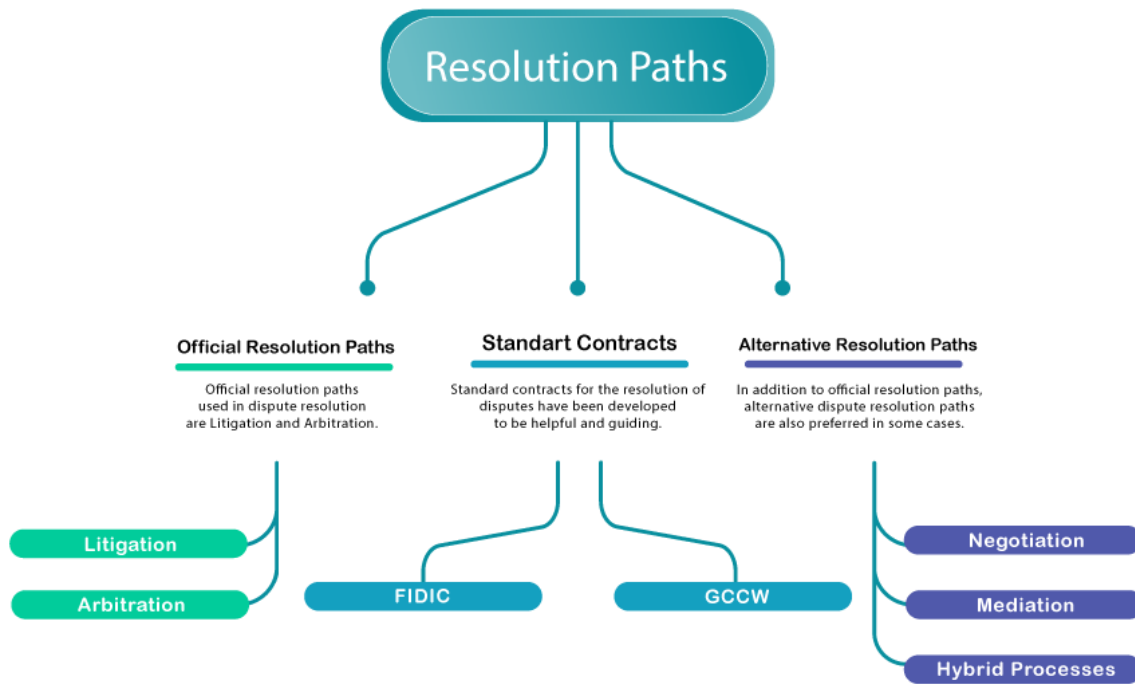 Resolution Paths
Official Resolution Paths
Official resolution paths
used in dispute resolution
are Litigation and Arbitration.
Litigation
Arbitration
Standart Contracts
Standard contracts for the resolution of
disputes have been developed
to be helpful and guiding.
FIDIC
GCCW
Alternative Resolution Paths
In addition to official resolution paths,
alternative dispute resolution paths
are also preferred in some cases.
Negotiation
Mediation
Hybrid Processes